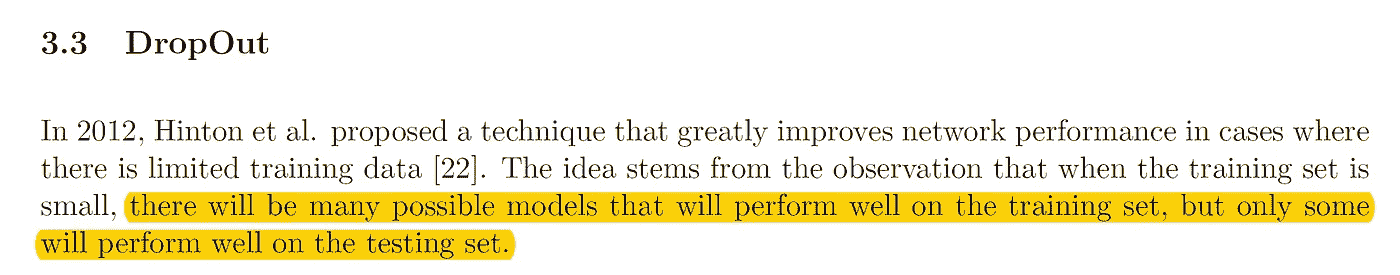 3.3 DropOut
In 2012, Hinton et al. proposed a technique that greatly improves network performance in cases where
there is limited training data [22]. The idea stems from the observation that when the training set is
small, there will be many possible models that will perform well on the training set, but only some
will perform well on the testing set.